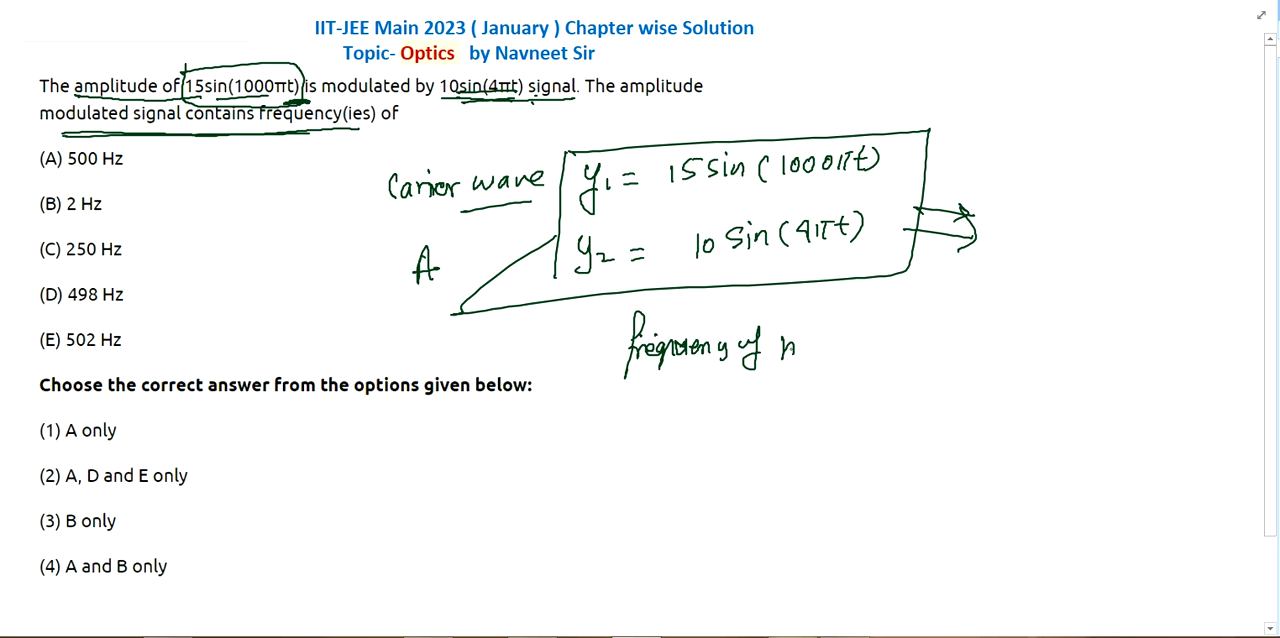 IIT-JEE Main 2023 ( January ) Chapter wise Solution
Topic- Optics by Navneet Sir
The amplitude of 15sin(1000πt) is modulated by 10sin(4πt) signal. The amplitude
modulated signal contains frequency(ies) of
(A) 500 Hz
(B) 2 Hz
(C) 250 Hz
(D) 498 Hz
(E) 502 Hz
Choose the correct answer from the options given below:
(1) A only
(2) A, D and E only
(3) B only
(4) A and B only
Carrier wave
y₁ = 15 sin (1000πt)
y₂ = 10 sin (4πt)
A
frequency of